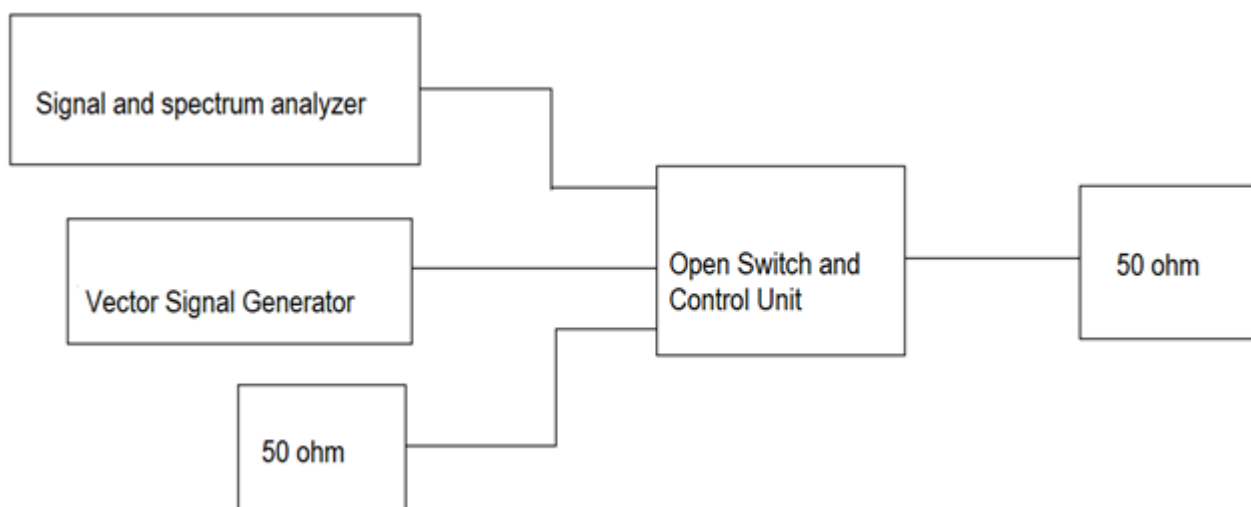 Signal and spectrum analyzer
Vector Signal Generator
50 ohm
Open Switch and
Control Unit
50 ohm